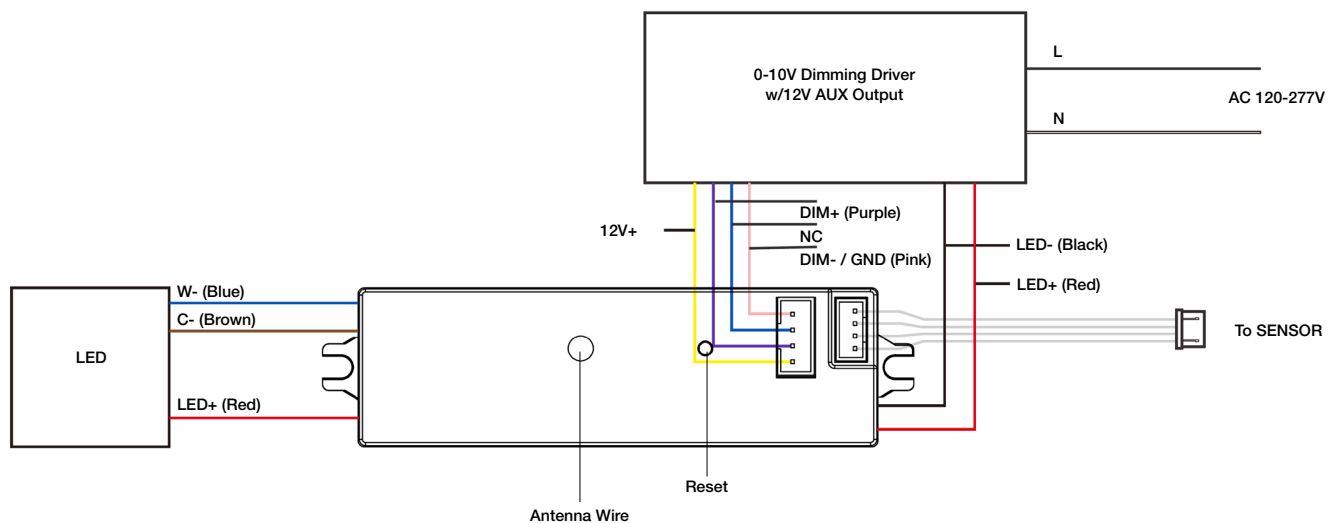 0-10V Dimming Driver
w/12V AUX Output
L
AC 120-277V
N
12V+
DIM+ (Purple)
NC
DIM- / GND (Pink)
LED- (Black)
LED+ (Red)
W- (Blue)
C- (Brown)
LED
LED+ (Red)
To SENSOR
Reset
Antenna Wire